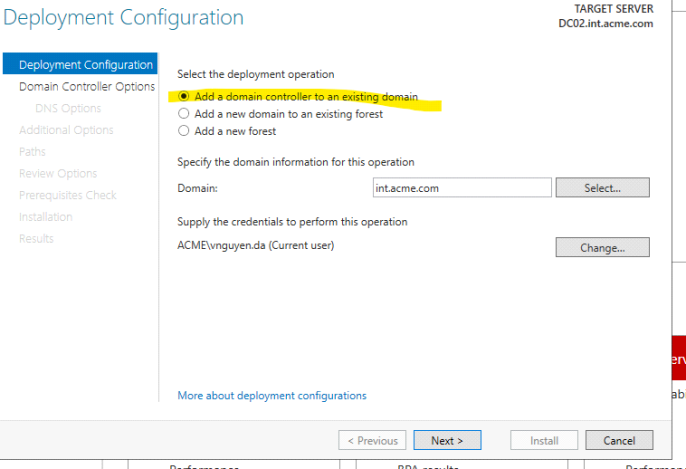 Deployment Configuration
TARGET SERVER
DC02.int.acme.com
Deployment Configuration
Domain Controller Options
DNS Options
Additional Options
Paths
Review Options
Prerequisites Check
Installation
Results
Select the deployment operation
Add a domain controller to an existing domain
Add a new domain to an existing forest
Add a new forest
Specify the domain information for this operation
Domain:
int.acme.com
Select...
Supply the credentials to perform this operation
ACME\vnguyen.da (Current user)
Change...
More about deployment configurations
< Previous
Next >
Install
Cancel
Performance
BPA results